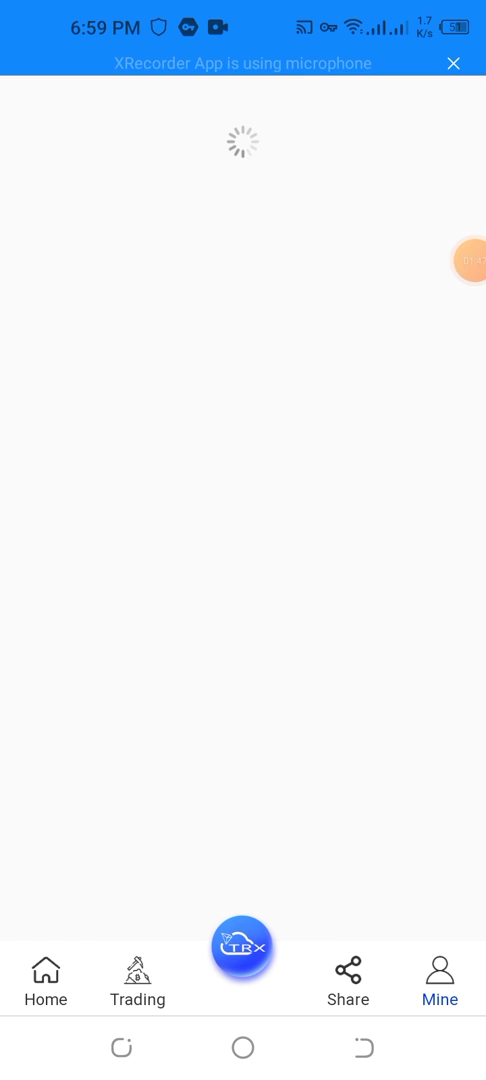 6:59 PM
1.7
K/s
XRecorder App is using microphone
TRX
Home
Trading
Share
Mine